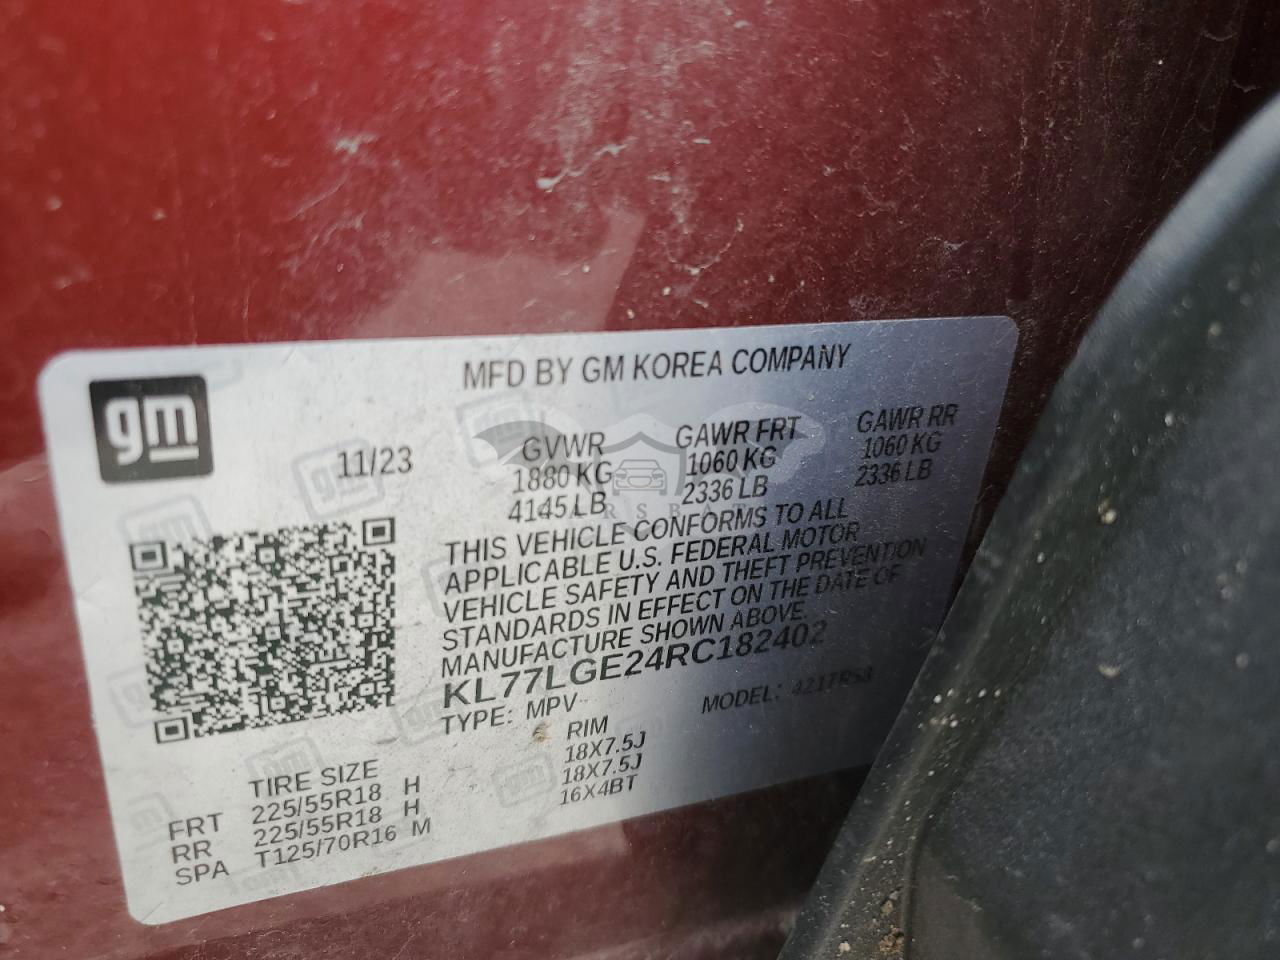 gm
MFD BY GM KOREA COMPANY
11/23
GVWR GAWR FRT GAWR RR
1880 KG 1060 KG 1060 KG
4145 LB 2336 LB 2336 LB
THIS VEHICLE CONFORMS TO ALL
APPLICABLE U.S. FEDERAL MOTOR
VEHICLE SAFETY AND THEFT PREVENTION
STANDARDS IN EFFECT ON THE DATE OF
MANUFACTURE SHOWN ABOVE.
KL77LGE24RC182402
TYPE: MPV MODEL:
TIRE SIZE RIM
FRT 225/55R18 H 18X7.5J
RR 225/55R18 H 18X7.5J
SPA T125/70R16 M 16X4BT